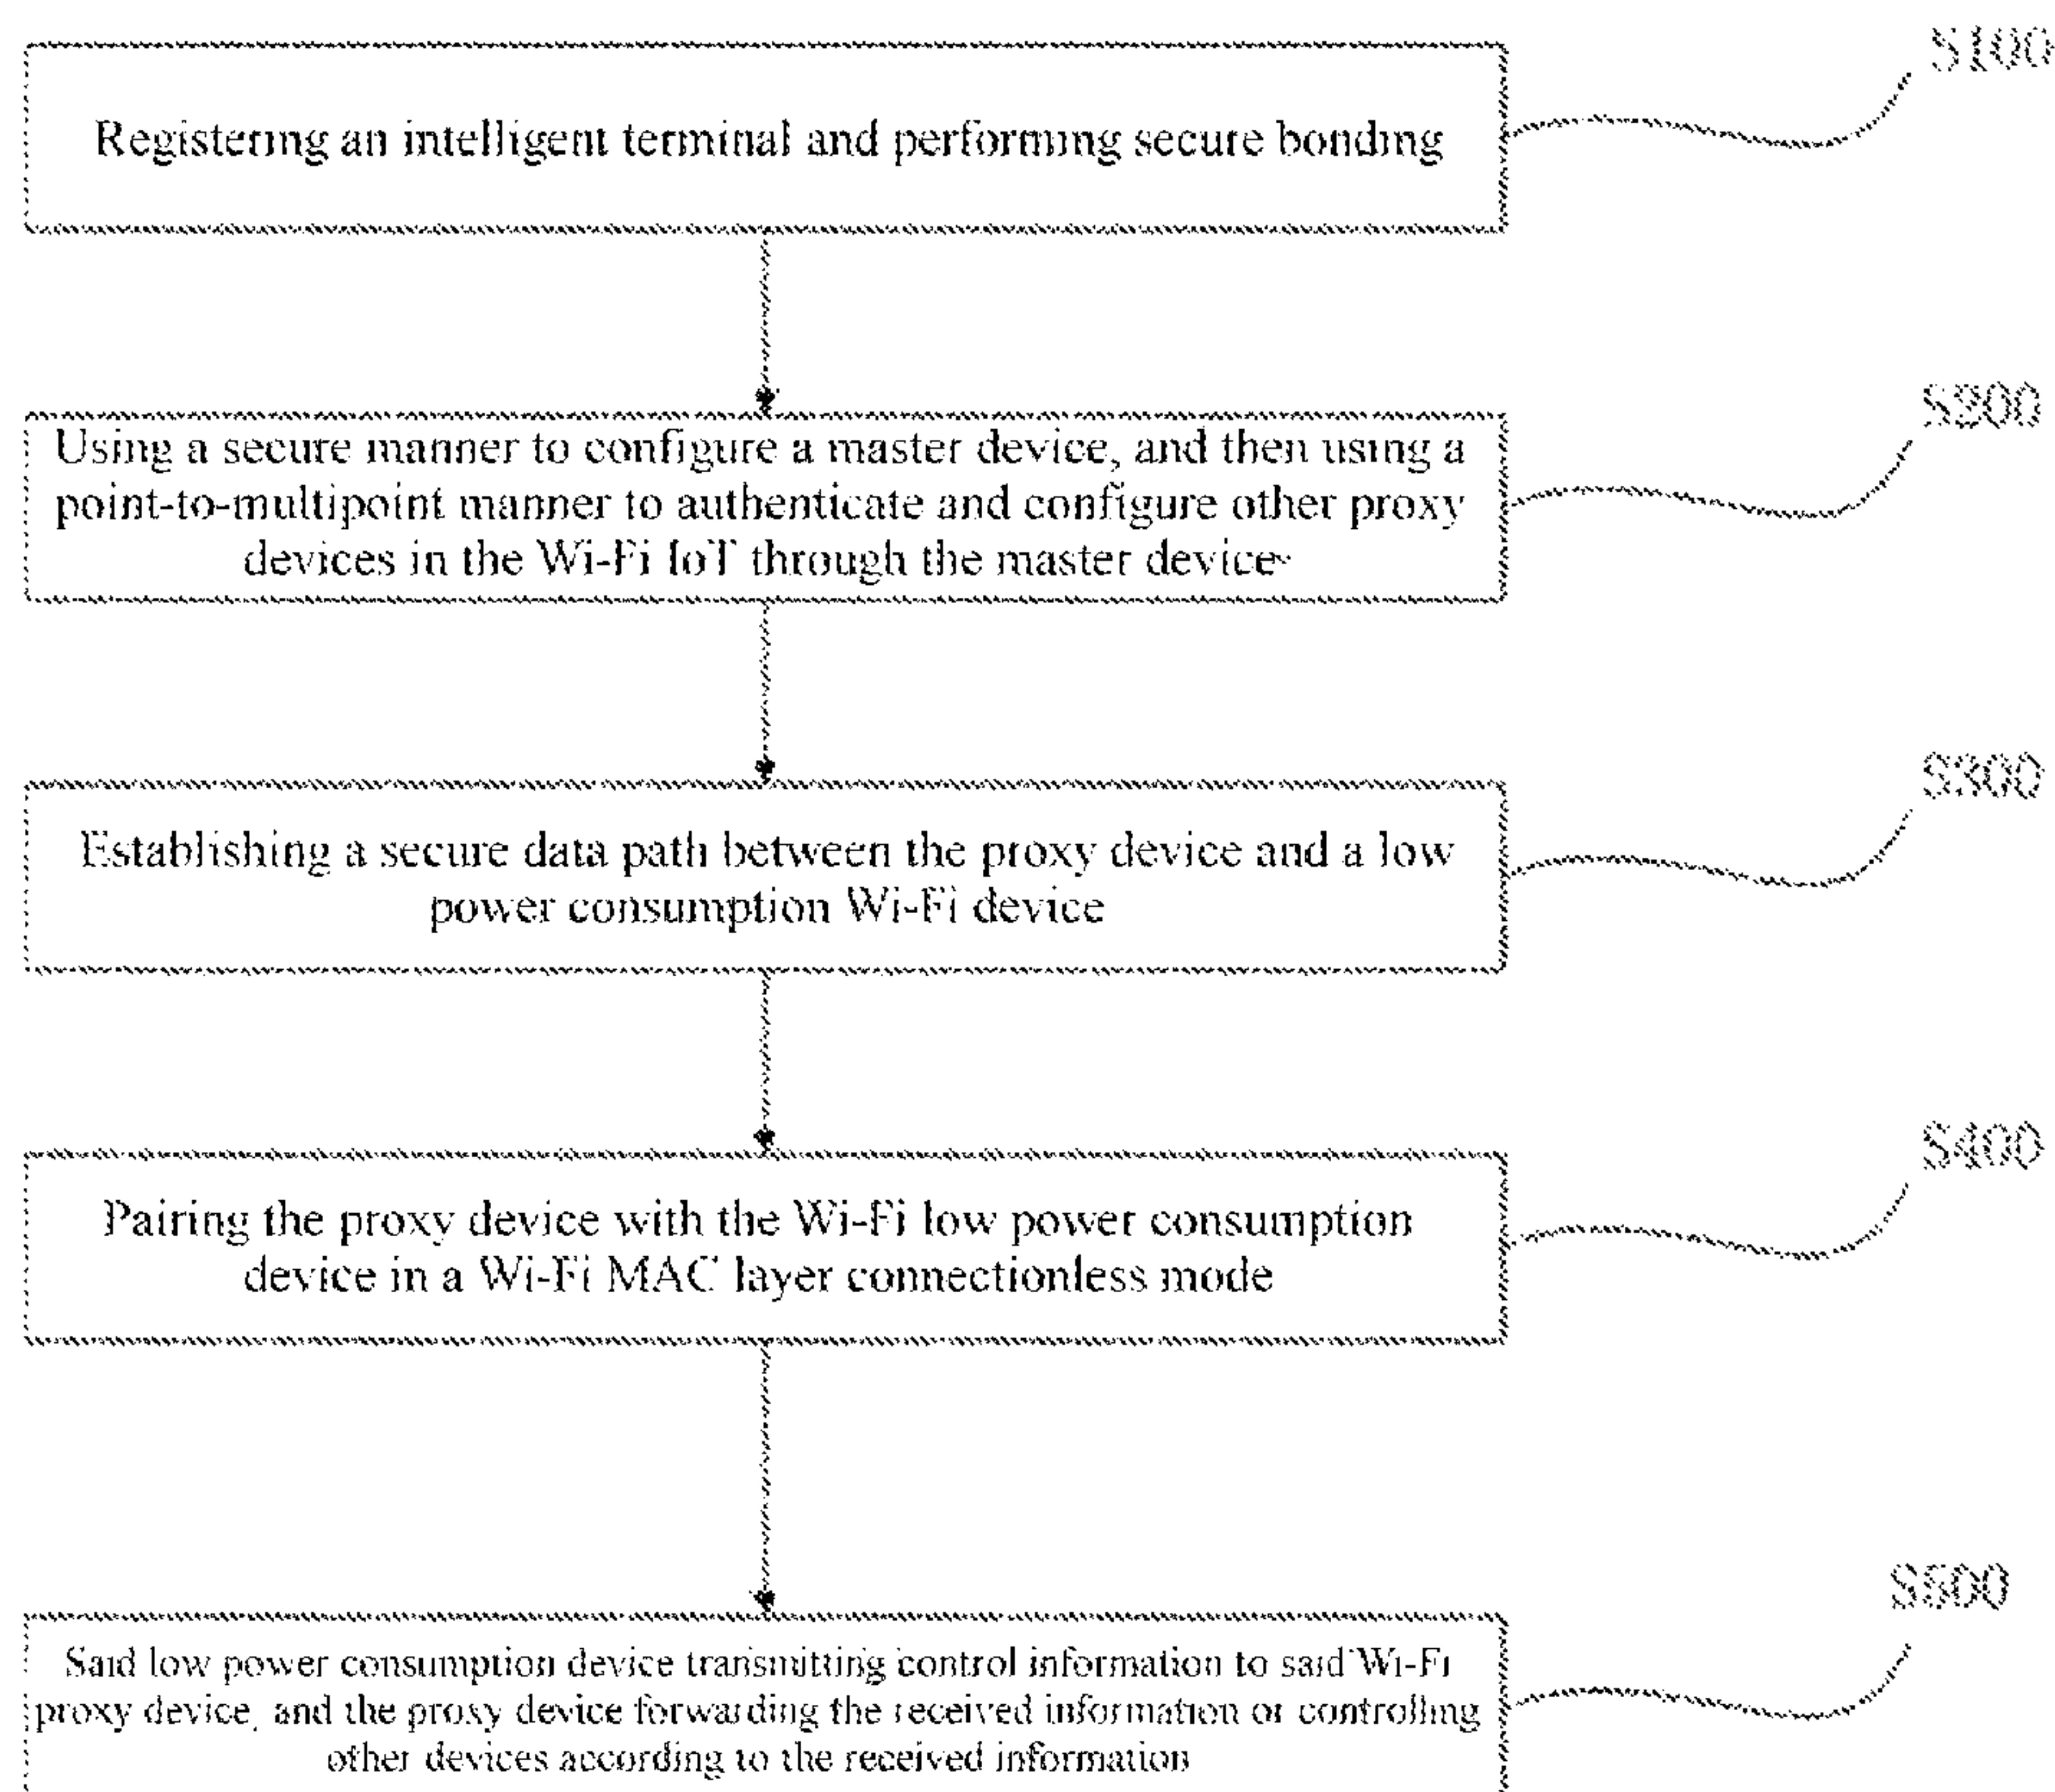 S100
Registering an intelligent terminal and performing secure bonding
S200
Using a secure manner to configure a master device, and then using a
point-to-multipoint manner to authenticate and configure other proxy
devices in the Wi-Fi IoT through the master device
S300
Establishing a secure data path between the proxy device and a low
power consumption Wi-Fi device
S400
Pairing the proxy device with the Wi-Fi low power consumption
device in a Wi-Fi MAC layer connectionless mode
S500
Said low power consumption device transmitting control information to said Wi-Fi
proxy device, and the proxy device forwarding the received information or controlling
other devices according to the received information